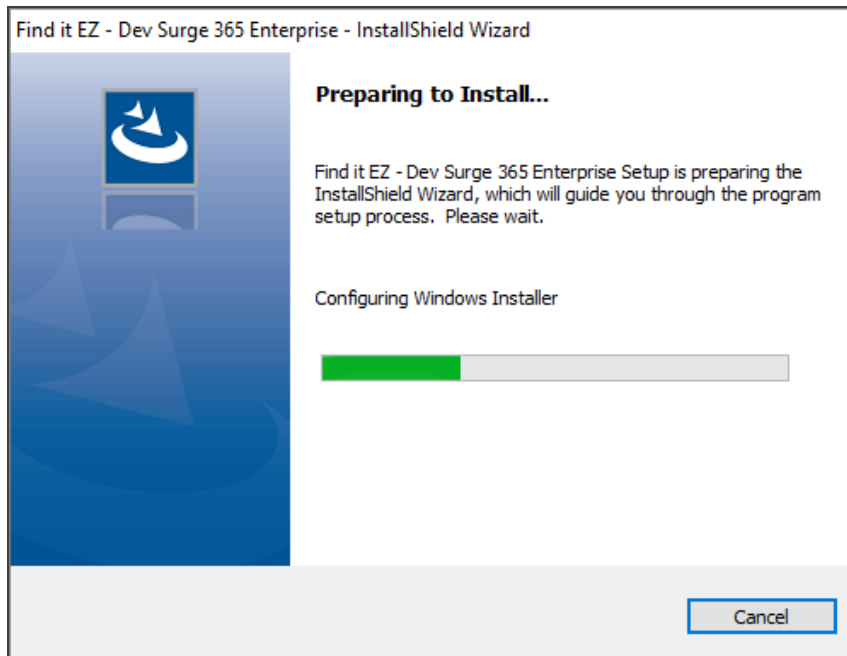 Find it EZ - Dev Surge 365 Enterprise - InstallShield Wizard
Preparing to Install...
Find it EZ - Dev Surge 365 Enterprise Setup is preparing the
InstallShield Wizard, which will guide you through the program
setup process.  Please wait.
Configuring Windows Installer
Cancel